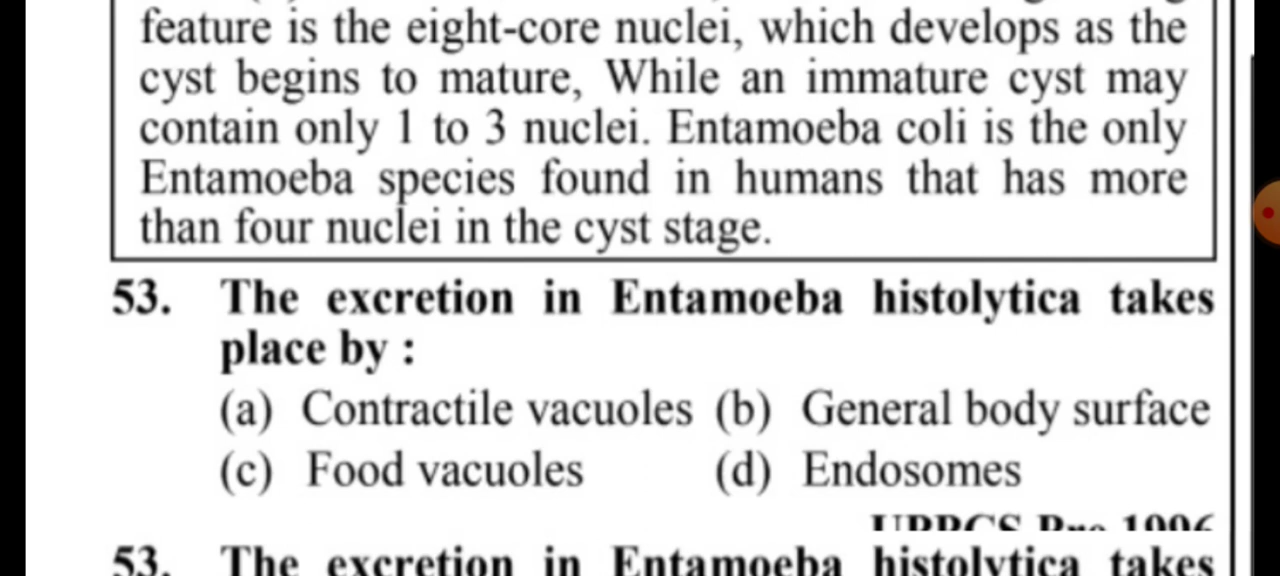 feature is the eight-core nuclei, which develops as the
cyst begins to mature, While an immature cyst may
contain only 1 to 3 nuclei. Entamoeba coli is the only
Entamoeba species found in humans that has more
than four nuclei in the cyst stage.
53. The excretion in Entamoeba histolytica takes
place by :
(a) Contractile vacuoles (b) General body surface
(c) Food vacuoles (d) Endosomes
53. The excretion in Entamoeba histolytica takes